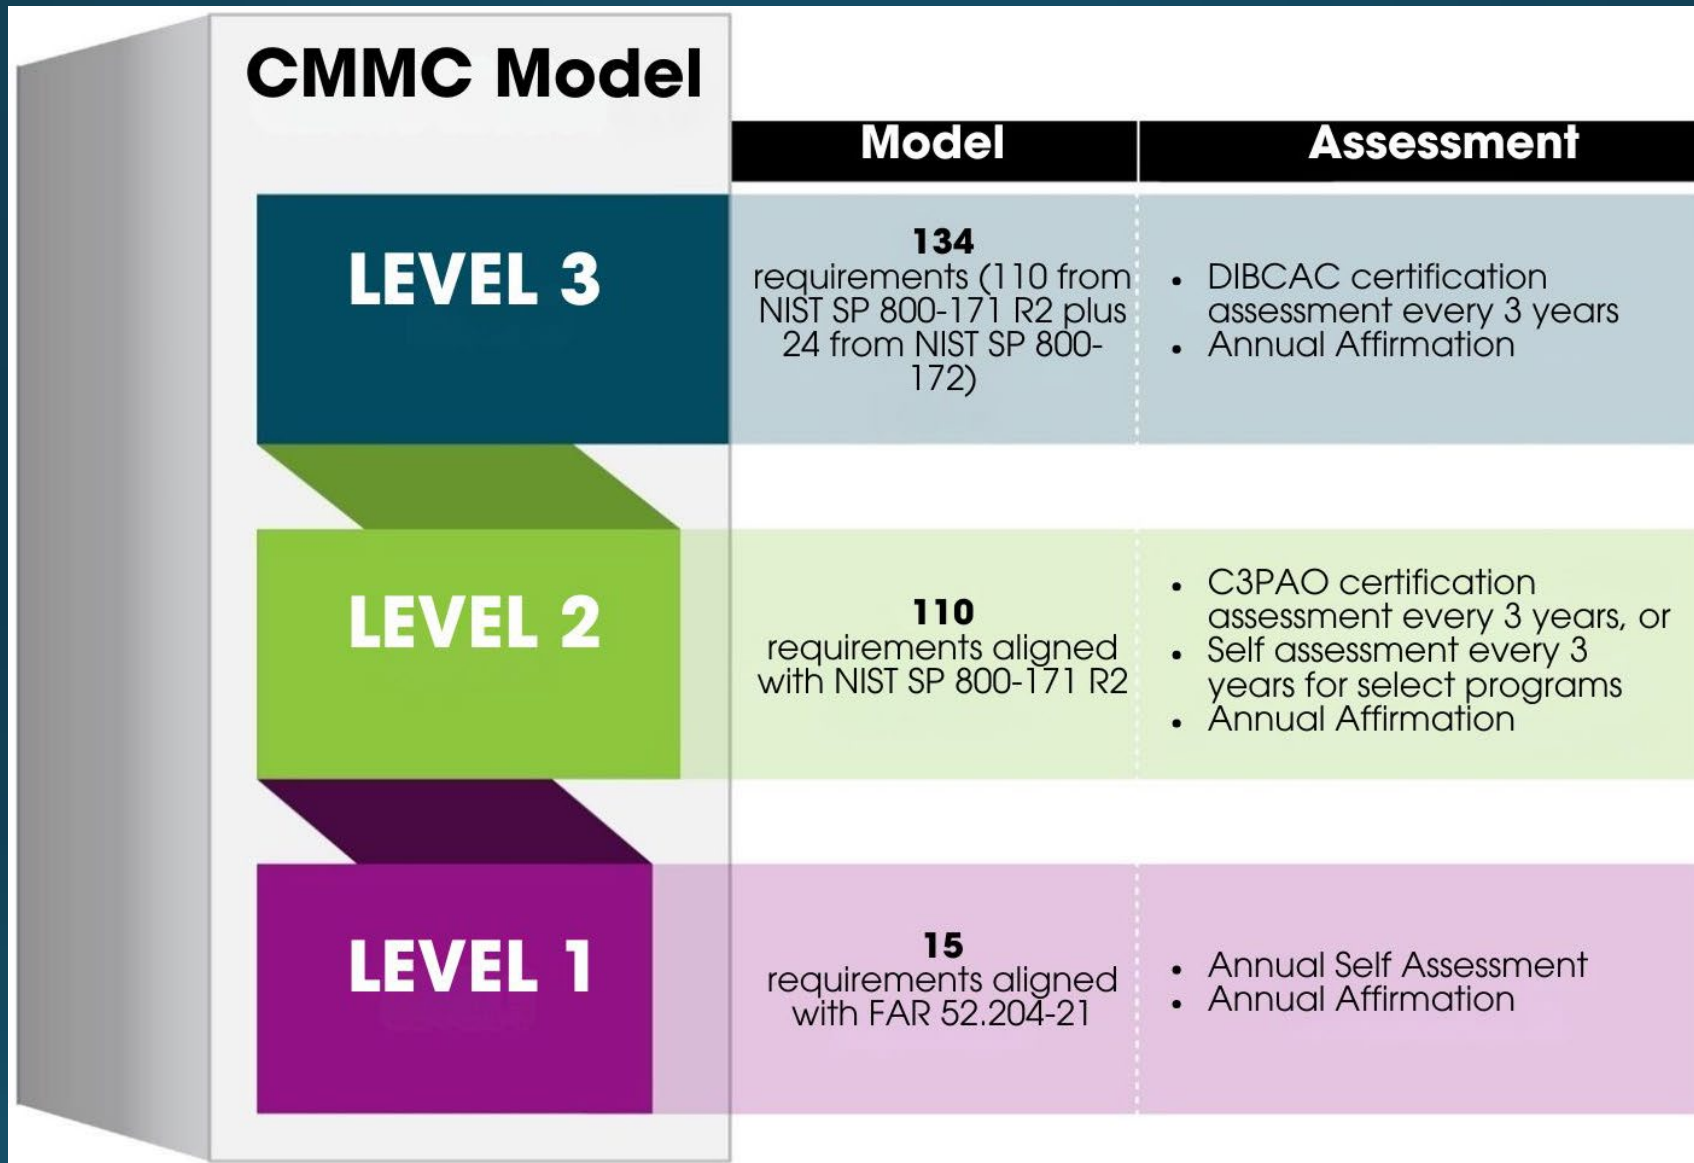 CMMC Model
Model
Assessment
LEVEL 3
134
requirements (110 from
NIST SP 800-171 R2 plus
24 from NIST SP 800-
172)
• DIBCAC certification
assessment every 3 years
• Annual Affirmation
LEVEL 2
110
requirements aligned
with NIST SP 800-171 R2
• C3PAO certification
assessment every 3 years, or
• Self assessment every 3
years for select programs
• Annual Affirmation
LEVEL 1
15
requirements aligned
with FAR 52.204-21
• Annual Self Assessment
• Annual Affirmation